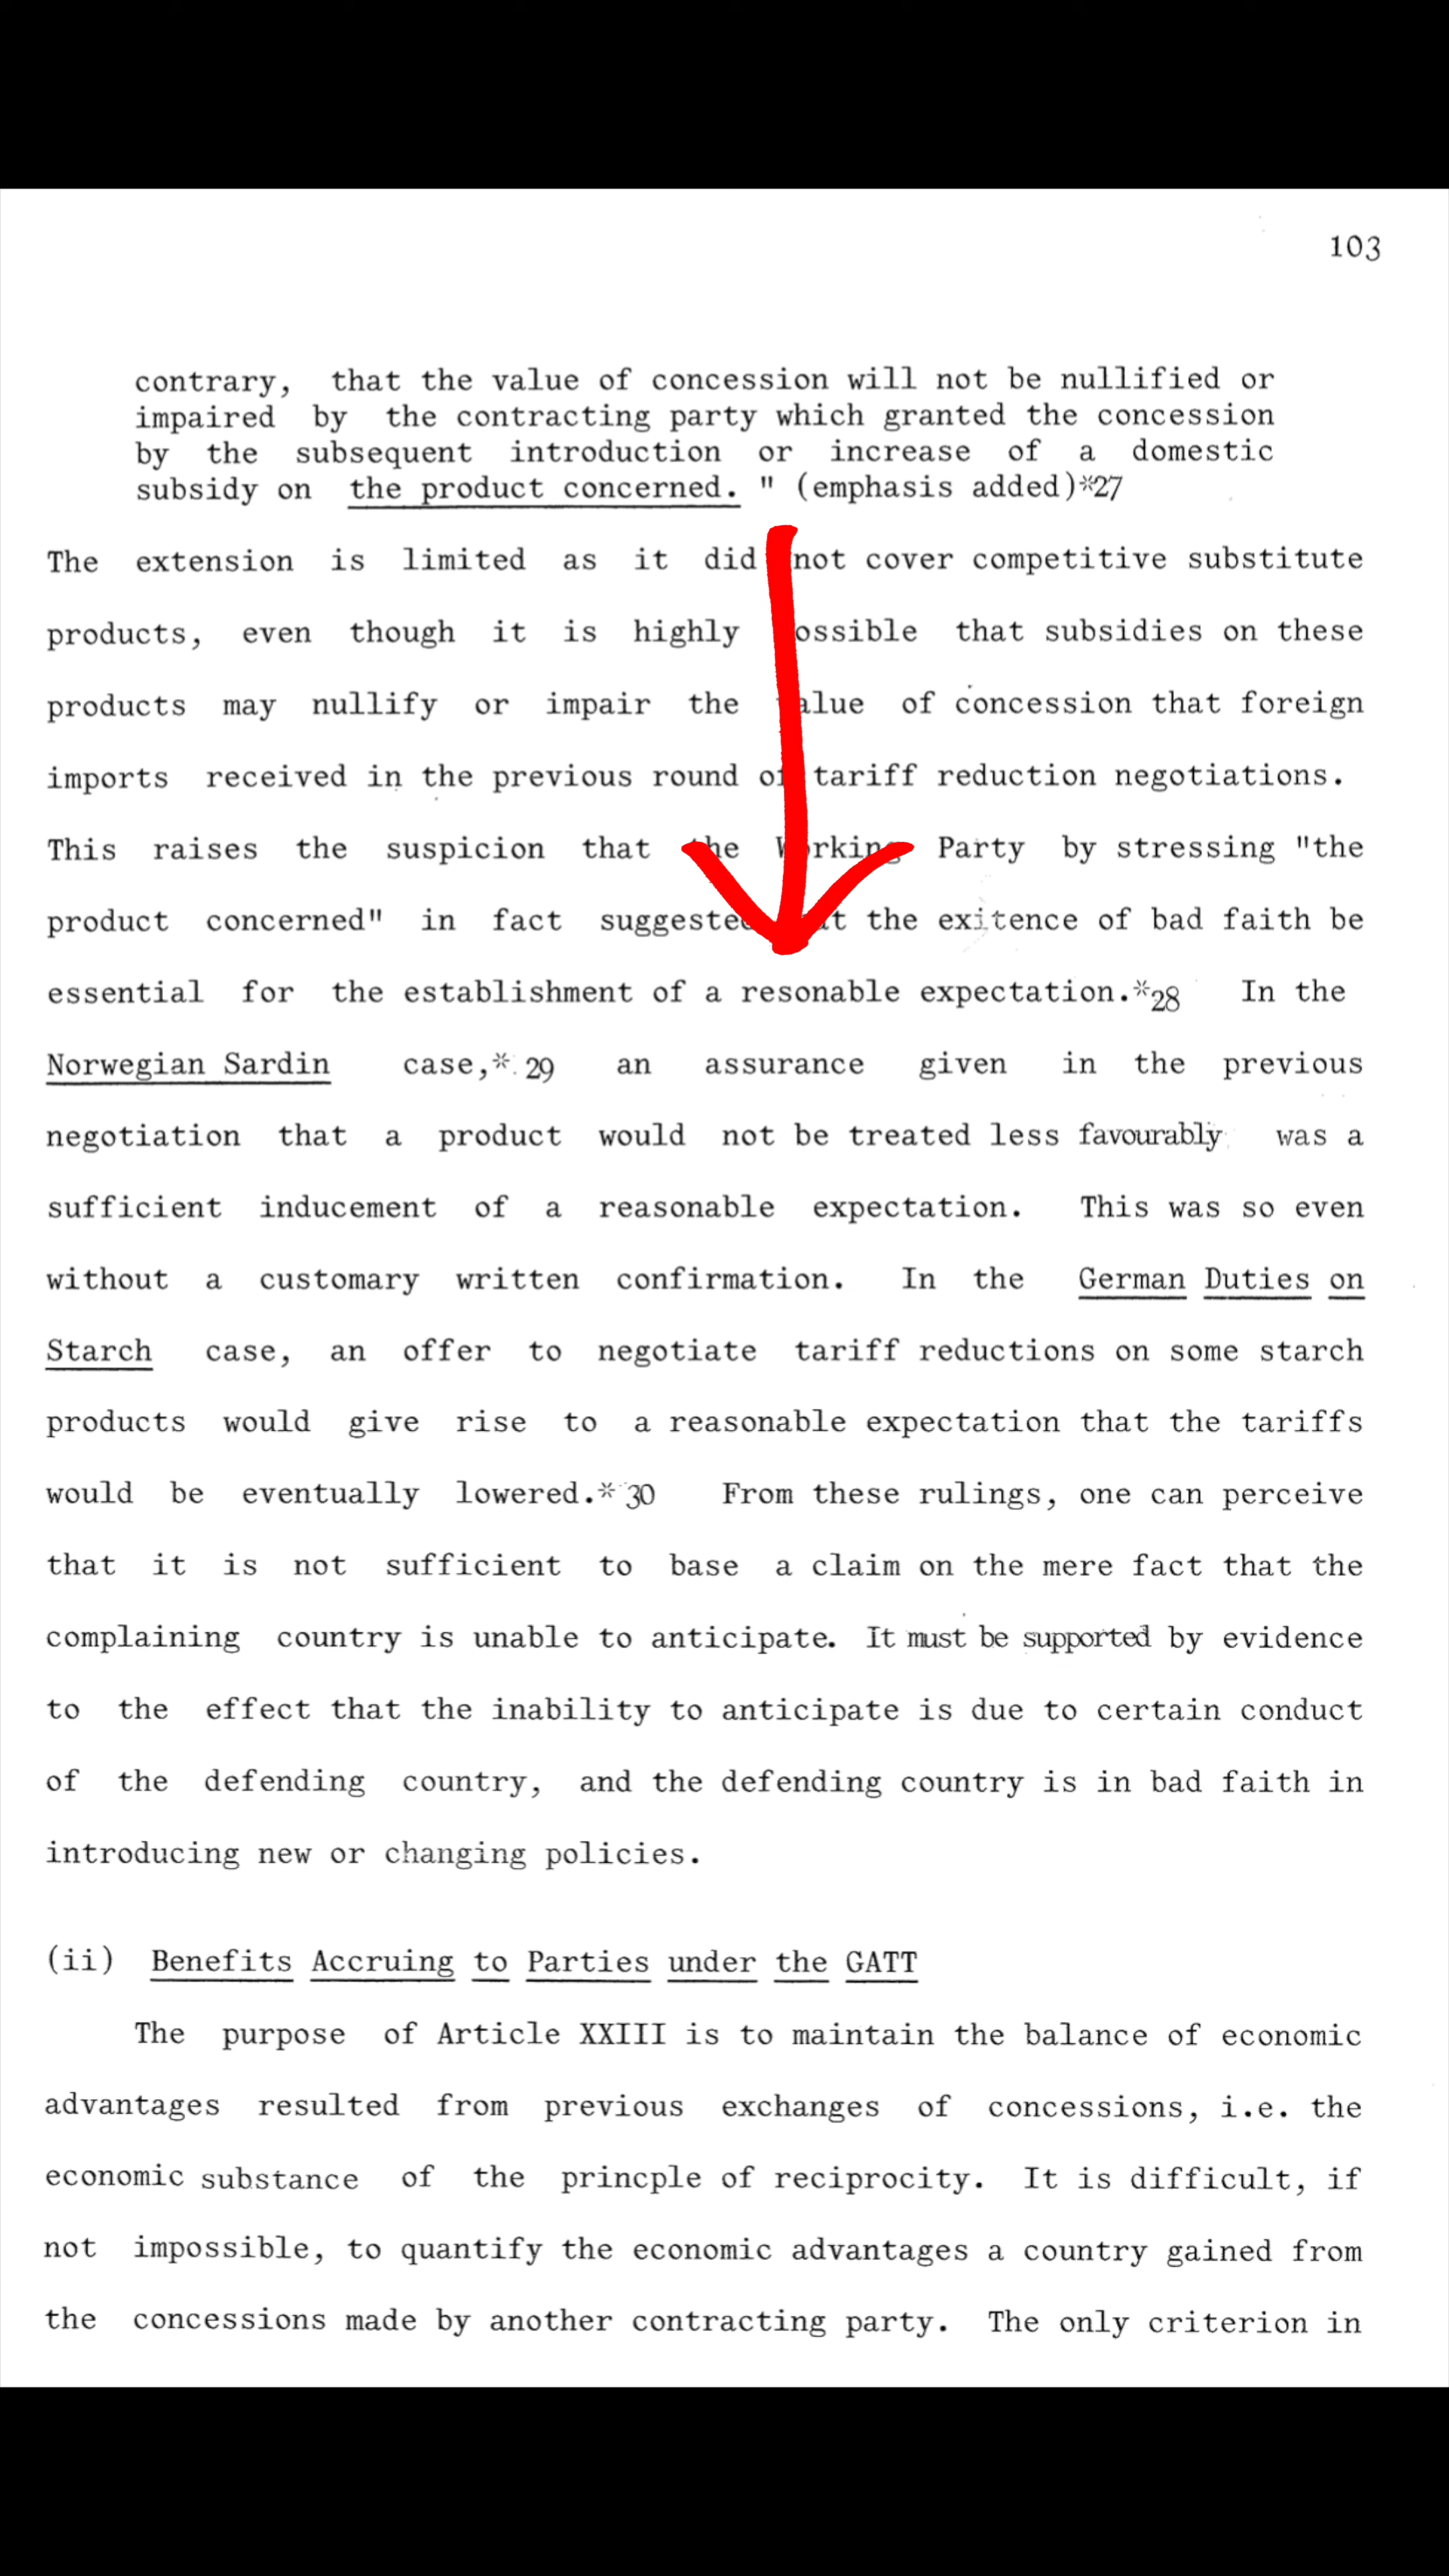 103
contrary, that the value of concession will not be nullified or
impaired by the contracting party which granted the concession
by the subsequent introduction or increase of a domestic
subsidy on the product concerned. " (emphasis added)*27
The extension is limited as it did not cover competitive substitute
products, even though it is highly possible that subsidies on these
products may nullify or impair the value of concession that foreign
imports received in the previous round of tariff reduction negotiations.
This raises the suspicion that the Working Party by stressing "the
product concerned" in fact suggested that the exitence of bad faith be
essential for the establishment of a resonable expectation.*28 In the
Norwegian Sardin case,*29 an assurance given in the previous
negotiation that a product would not be treated less favourably was a
sufficient inducement of a reasonable expectation. This was so even
without a customary written confirmation. In the German Duties on
Starch case, an offer to negotiate tariff reductions on some starch
products would give rise to a reasonable expectation that the tariffs
would be eventually lowered.*30 From these rulings, one can perceive
that it is not sufficient to base a claim on the mere fact that the
complaining country is unable to anticipate. It must be supported by evidence
to the effect that the inability to anticipate is due to certain conduct
of the defending country, and the defending country is in bad faith in
introducing new or changing policies.
(ii) Benefits Accruing to Parties under the GATT
The purpose of Article XXIII is to maintain the balance of economic
advantages resulted from previous exchanges of concessions, i.e. the
economic substance of the princple of reciprocity. It is difficult, if
not impossible, to quantify the economic advantages a country gained from
the concessions made by another contracting party. The only criterion in